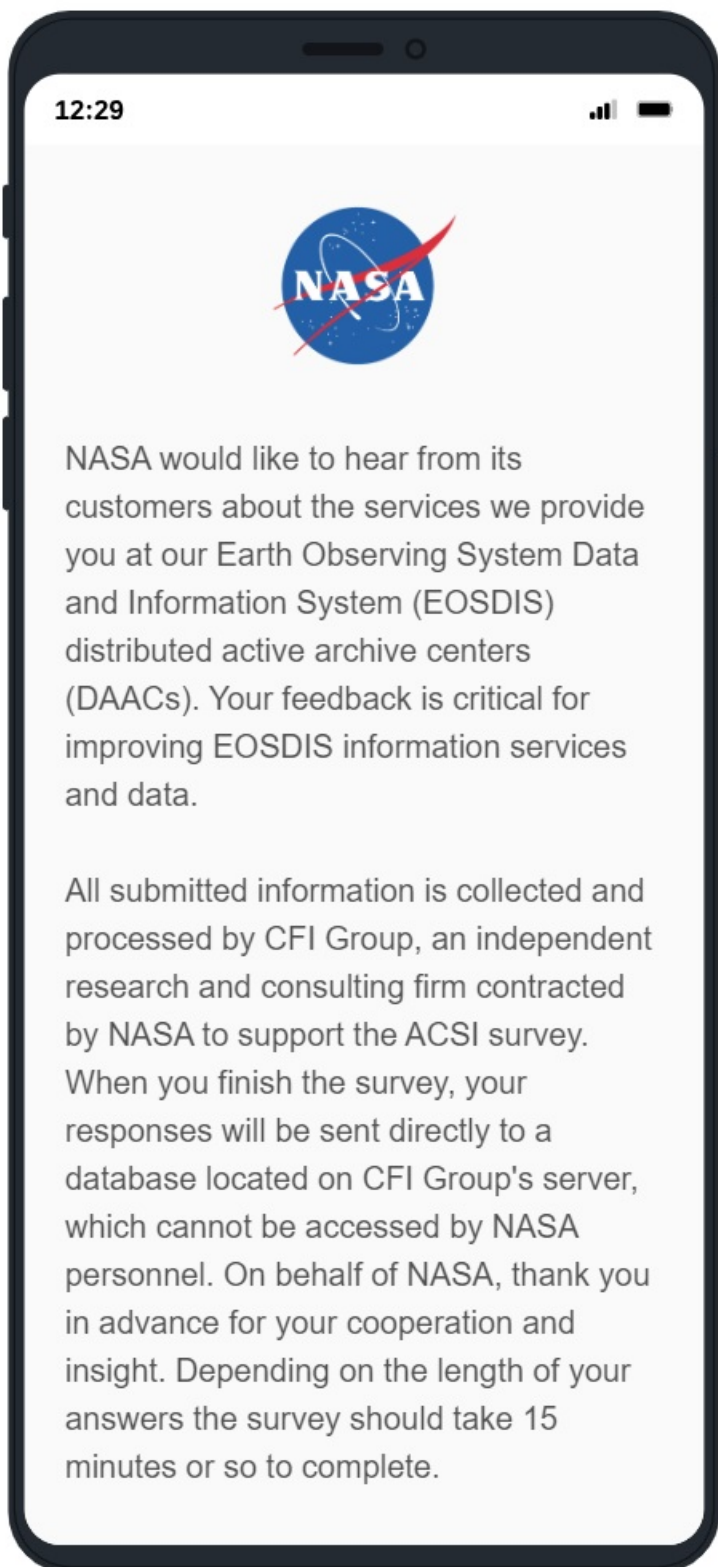 12:29
NASA
NASA would like to hear from its
customers about the services we provide
you at our Earth Observing System Data
and Information System (EOSDIS)
distributed active archive centers
(DAACs). Your feedback is critical for
improving EOSDIS information services
and data.
All submitted information is collected and
processed by CFI Group, an independent
research and consulting firm contracted
by NASA to support the ACSI survey.
When you finish the survey, your
responses will be sent directly to a
database located on CFI Group's server,
which cannot be accessed by NASA
personnel. On behalf of NASA, thank you
in advance for your cooperation and
insight. Depending on the length of your
answers the survey should take 15
minutes or so to complete.